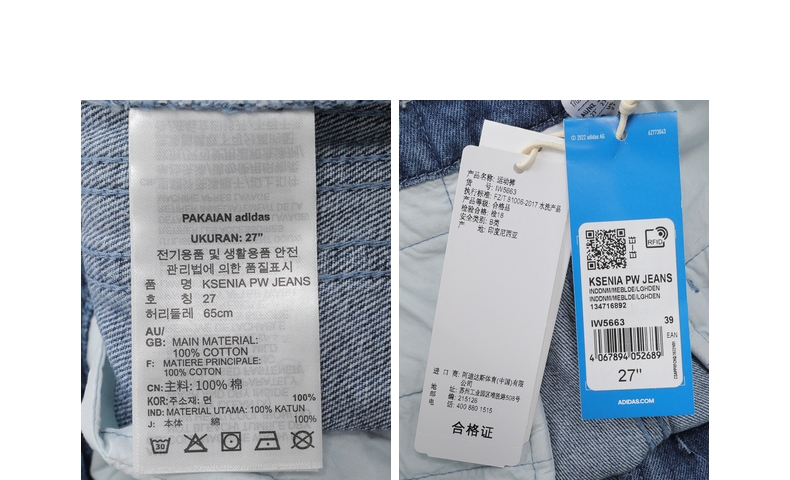 PAKAIAN adidas
UKURAN: 27"
전기용품 및 생활용품 안전
관리법에 의한 품질표시
품 명 KSENIA PW JEANS
호 칭 27
허리둘레 65cm
AU/
GB: MAIN MATERIAL:
100% COTTON
F: MATIERE PRINCIPALE:
100% COTON
CN:主料: 100% 棉
KOR:주소재: 면 100%
IND: MATERIAL UTAMA: 100% KATUN
J: 本体 綿 100%
30
产品名称: 运动裤
货 号: IW5663
执行标准: FZ/T 81006-2017 水洗产品
产品等级: 合格品
检验合格: 检18
安全类别: B类
产 地: 印度尼西亚
进 口 商: 阿迪达斯体育(中国)有限
公司
地 址: 苏州工业园区唯胜路508号
邮 编: 215126
电 话: 400 880 1515
合格证
© 2022 adidas AG
RFID
KSENIA PW JEANS
INDDNM/MEBLDE/LGHDEN
INDDNM/MEBLDE/LGHDEN
134716892
IW5663 39
EAN
4 067894 052689
27"
ADIDAS.COM